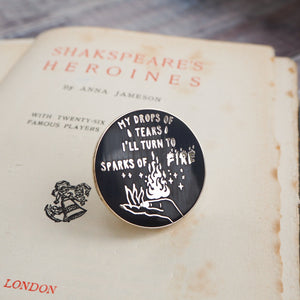 SHAKSPEARE'S
HEROINES
By ANNA JAMESON
WITH TWENTY-SIX
FAMOUS PLAYERS
MY DROPS OF
TEARS
I'LL TURN TO
SPARKS OF FIRE
LONDON